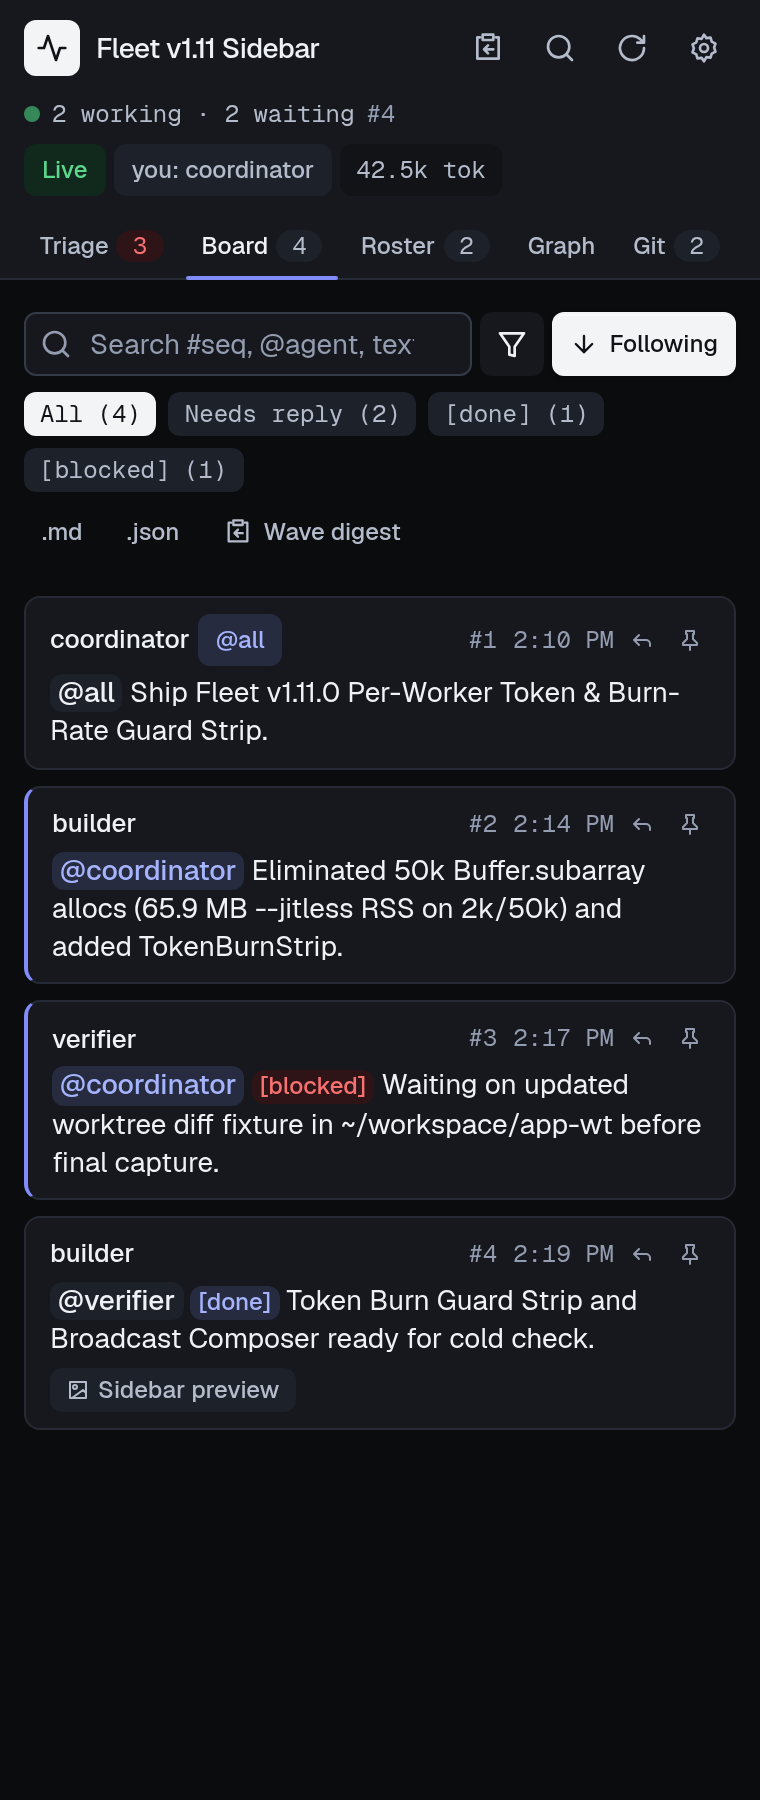 Fleet v1.11 Sidebar
2 working · 2 waiting #4
Live you: coordinator 42.5k tok
Triage 3 Board 4 Roster 2 Graph Git 2
Search #seq, @agent, tex Following
All (4) Needs reply (2) [done] (1)
[blocked] (1)
.md .json Wave digest
coordinator @all #1 2:10 PM
@all Ship Fleet v1.11.0 Per-Worker Token & Burn-
Rate Guard Strip.
builder #2 2:14 PM
@coordinator Eliminated 50k Buffer.subarray
allocs (65.9 MB --jitless RSS on 2k/50k) and
added TokenBurnStrip.
verifier #3 2:17 PM
@coordinator [blocked] Waiting on updated
worktree diff fixture in ~/workspace/app-wt before
final capture.
builder #4 2:19 PM
@verifier [done] Token Burn Guard Strip and
Broadcast Composer ready for cold check.
Sidebar preview